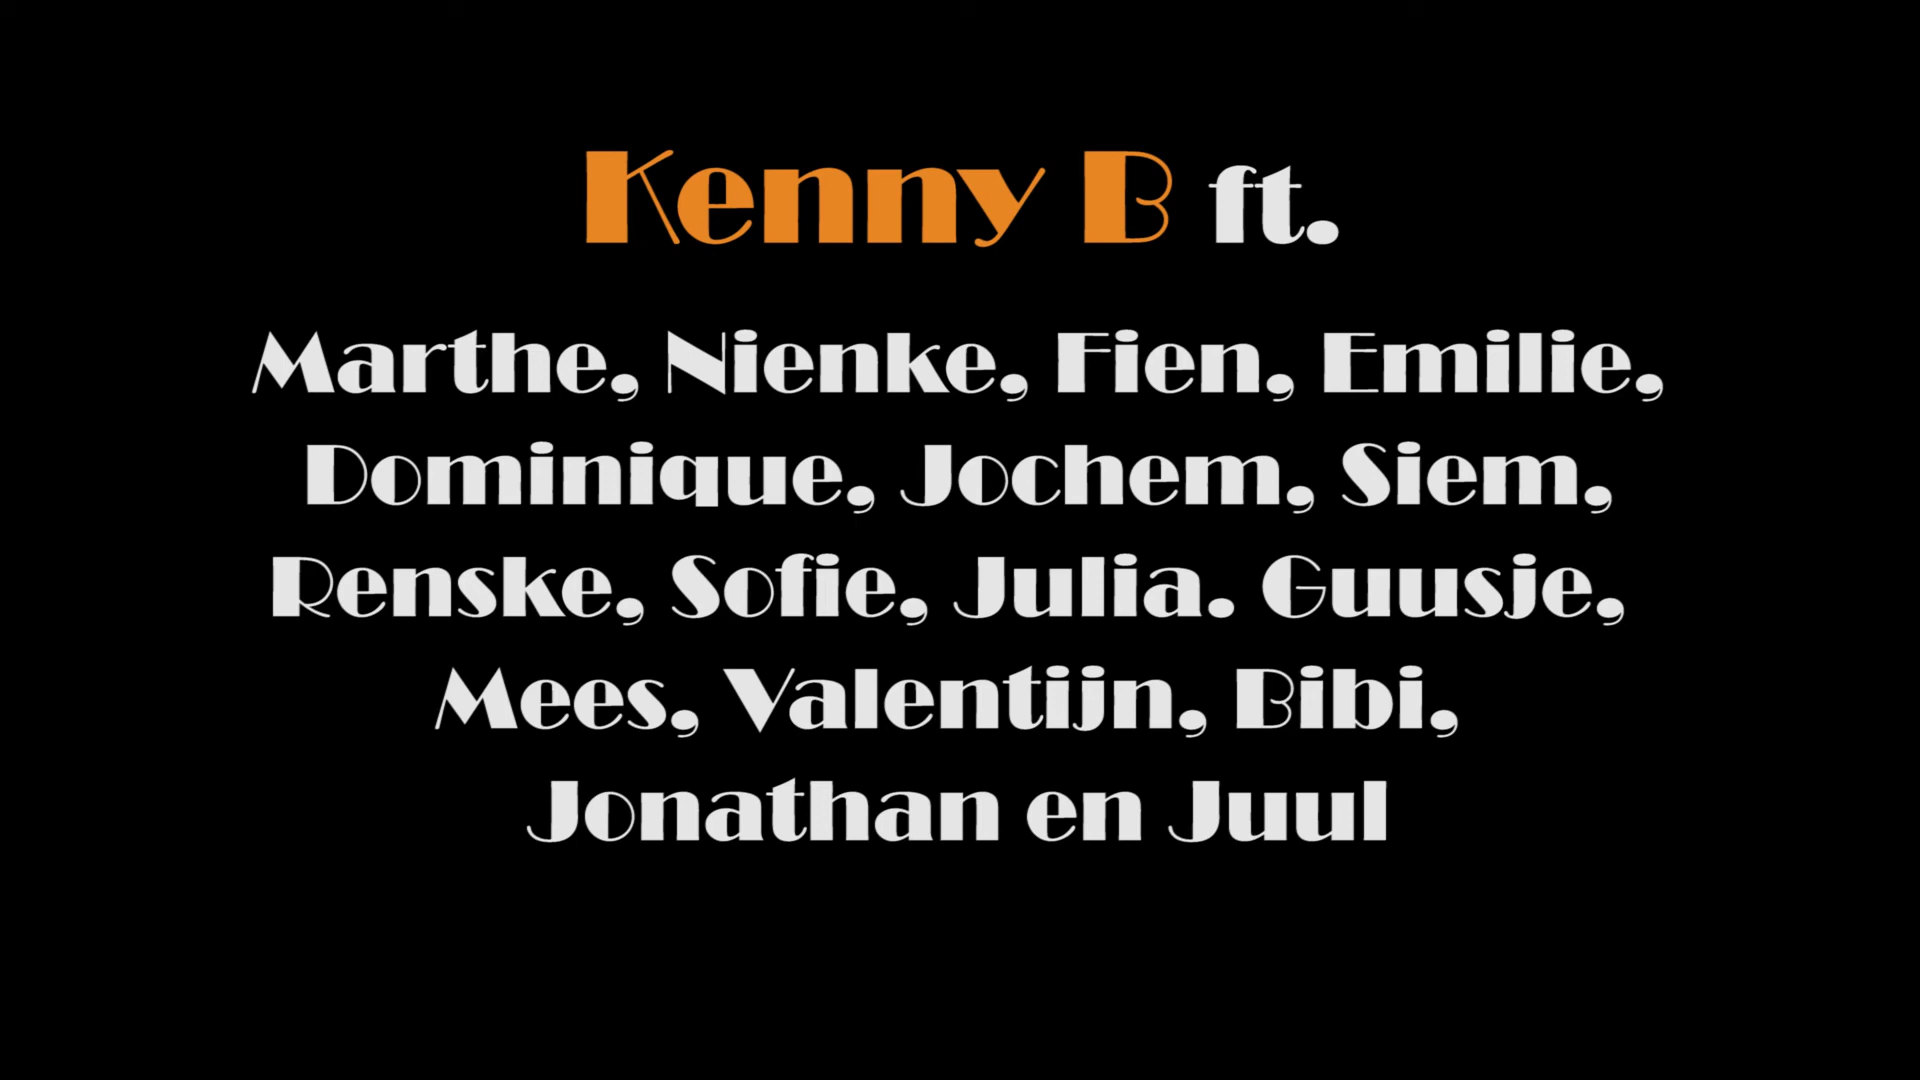 Kenny B ft.
Marthe, Nienke, Fien, Emilie,
Dominique, Jochem, Siem,
Renske, Sofie, Julia. Guusje,
Mees, Valentijn, Bibi,
Jonathan en Juul